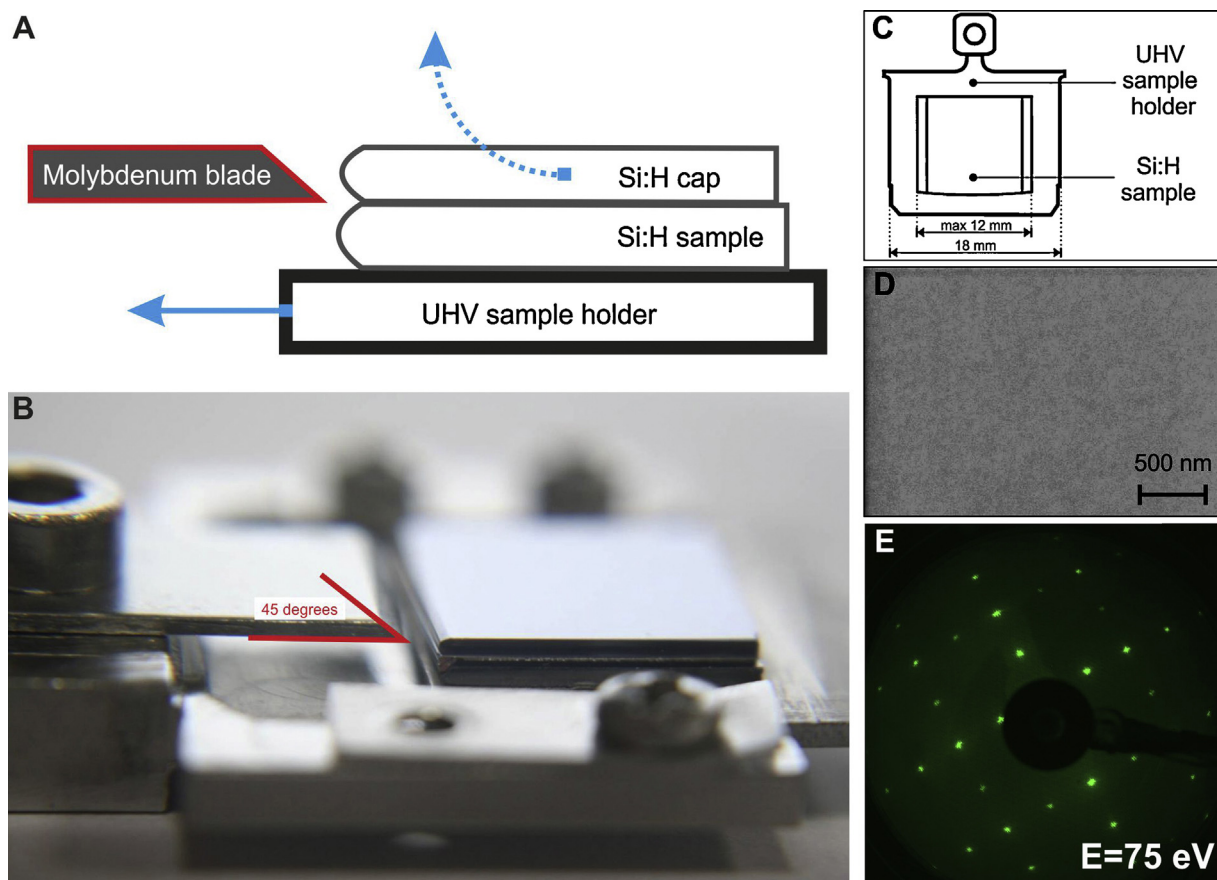 A
Molybdenum blade
Si:H cap
Si:H sample
UHV sample holder
B
45 degrees
C
UHV
sample
holder
Si:H
sample
max 12 mm
18 mm
D
500 nm
E
E=75 eV